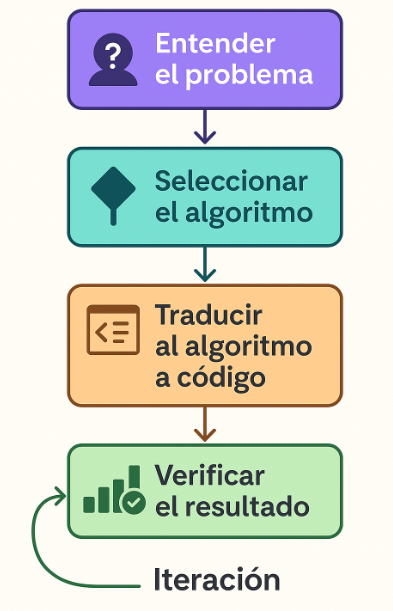 Entender
el problema
Seleccionar
el algoritmo
Traducir
al algoritmo
a código
Verificar
el resultado
Iteración